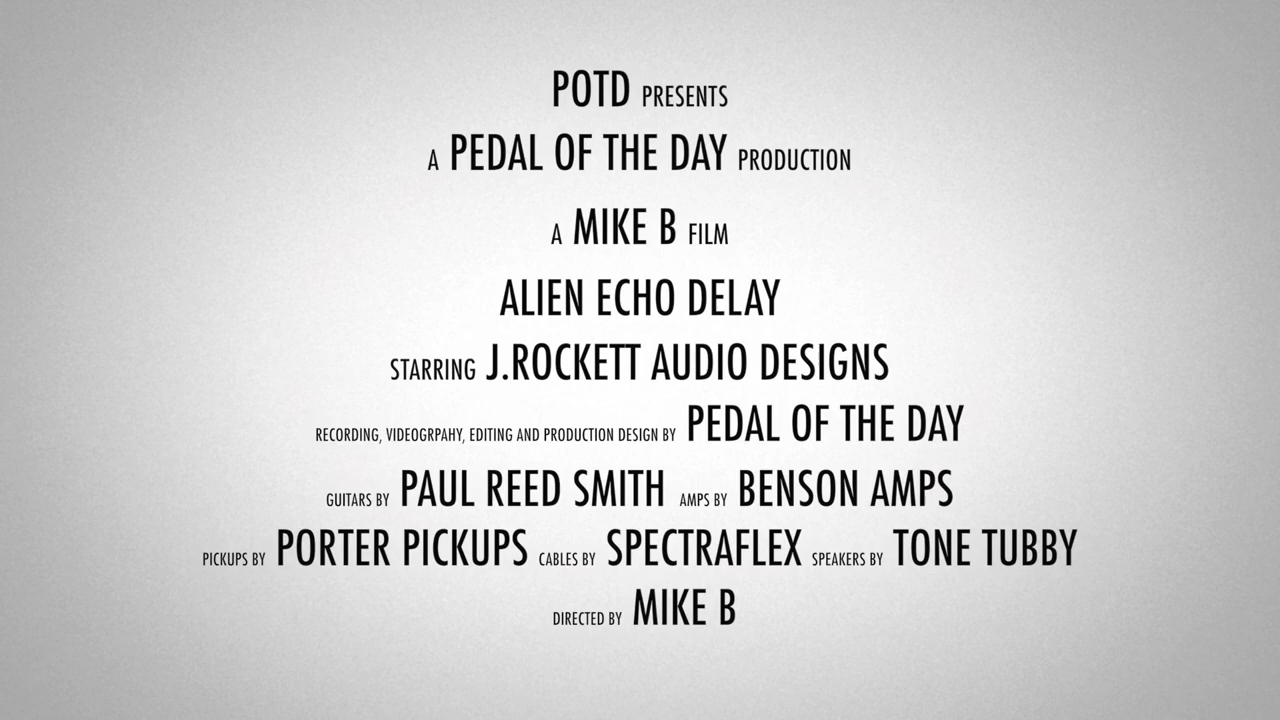 POTD PRESENTS
A PEDAL OF THE DAY PRODUCTION
A MIKE B FILM
ALIEN ECHO DELAY
STARRING J.ROCKETT AUDIO DESIGNS
RECORDING, VIDEOGRPAHY, EDITING AND PRODUCTION DESIGN BY PEDAL OF THE DAY
GUITARS BY PAUL REED SMITH AMPS BY BENSON AMPS
PICKUPS BY PORTER PICKUPS CABLES BY SPECTRAFLEX SPEAKERS BY TONE TUBBY
DIRECTED BY MIKE B